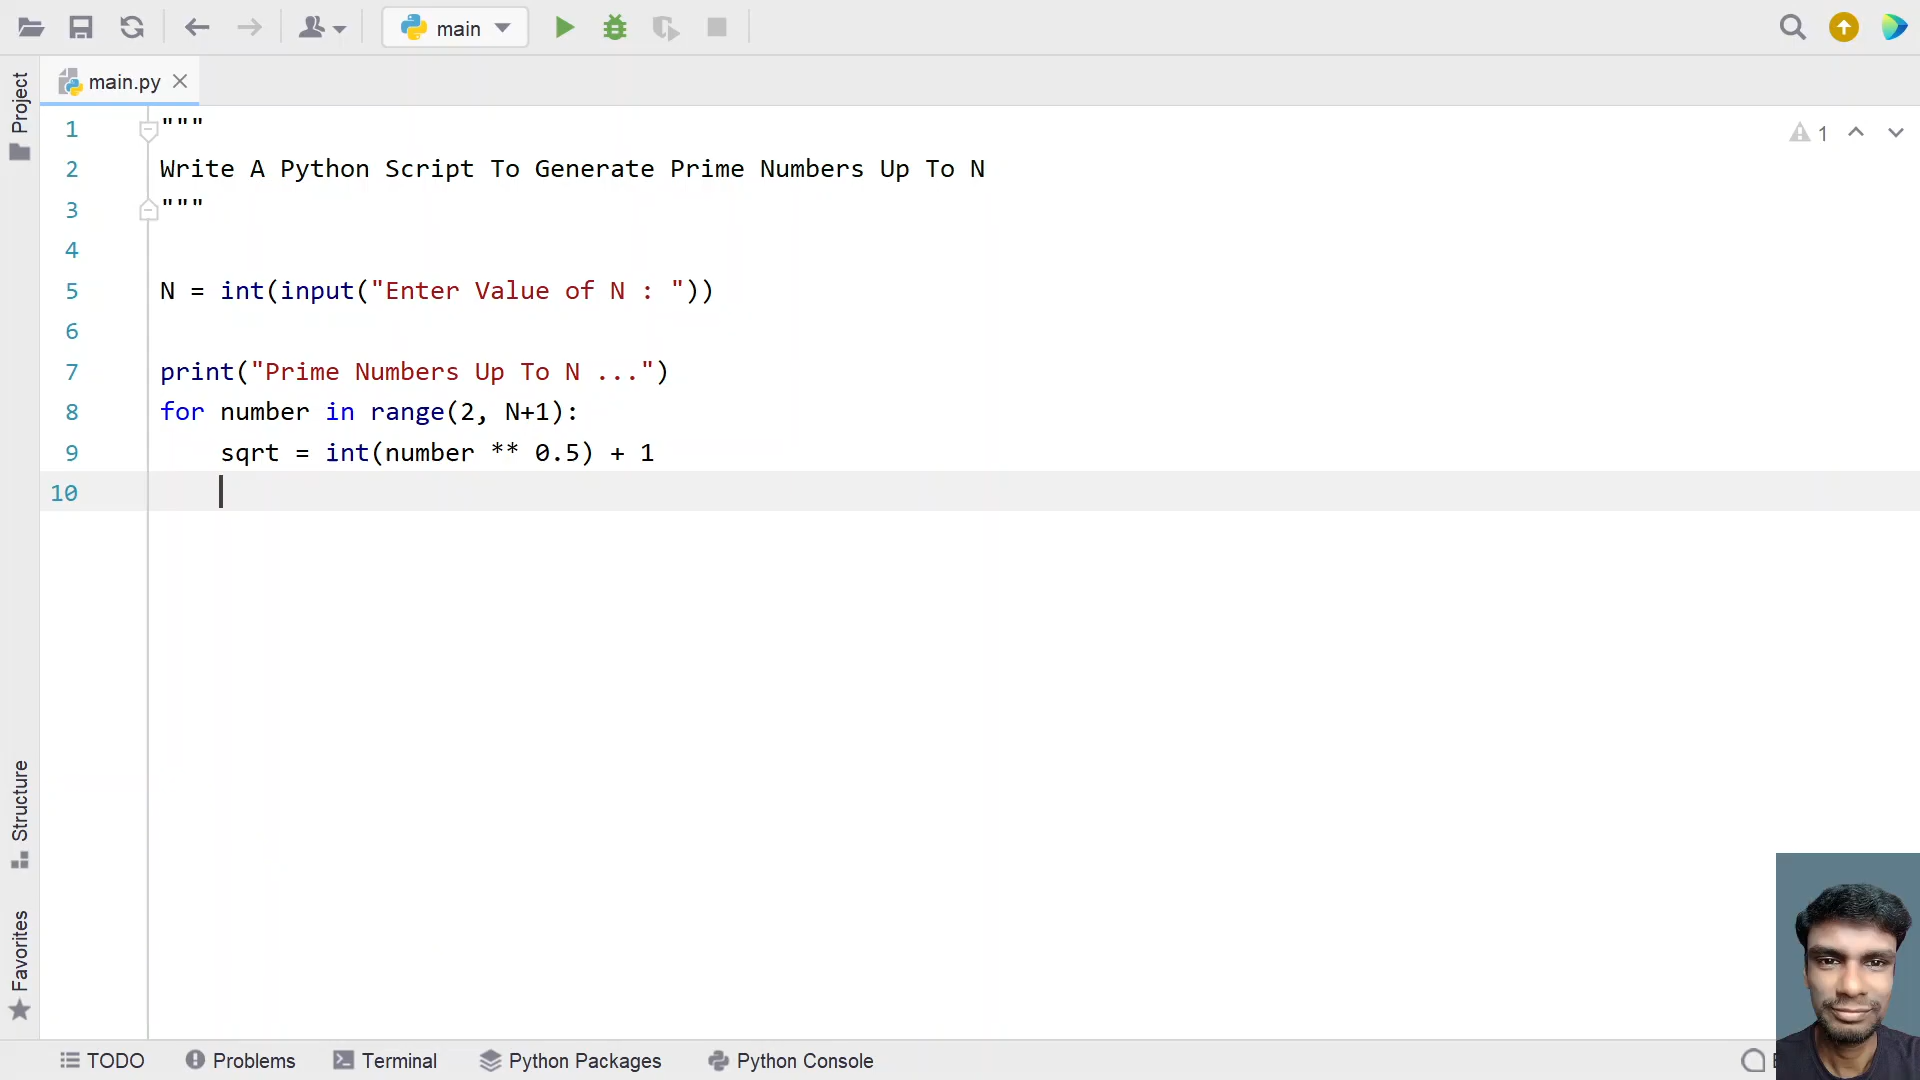 main
main.py
Project
1 """
2 Write A Python Script To Generate Prime Numbers Up To N
3 """
4
5 N = int(input("Enter Value of N : "))
6
7 print("Prime Numbers Up To N ...")
8 for number in range(2, N+1):
9 sqrt = int(number ** 0.5) + 1
10
1
Structure
Favorites
TODO Problems Terminal Python Packages Python Console